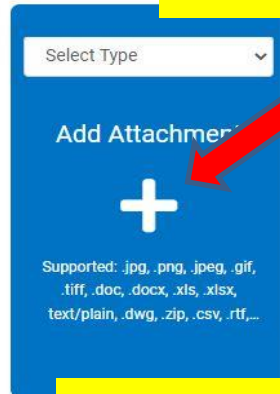 Select Type
Add Attachment
Supported: .jpg, .png, .jpeg, .gif,
.tiff, .doc, .docx, .xls, .xlsx,
text/plain, .dwg, .zip, .csv, .rtf,...